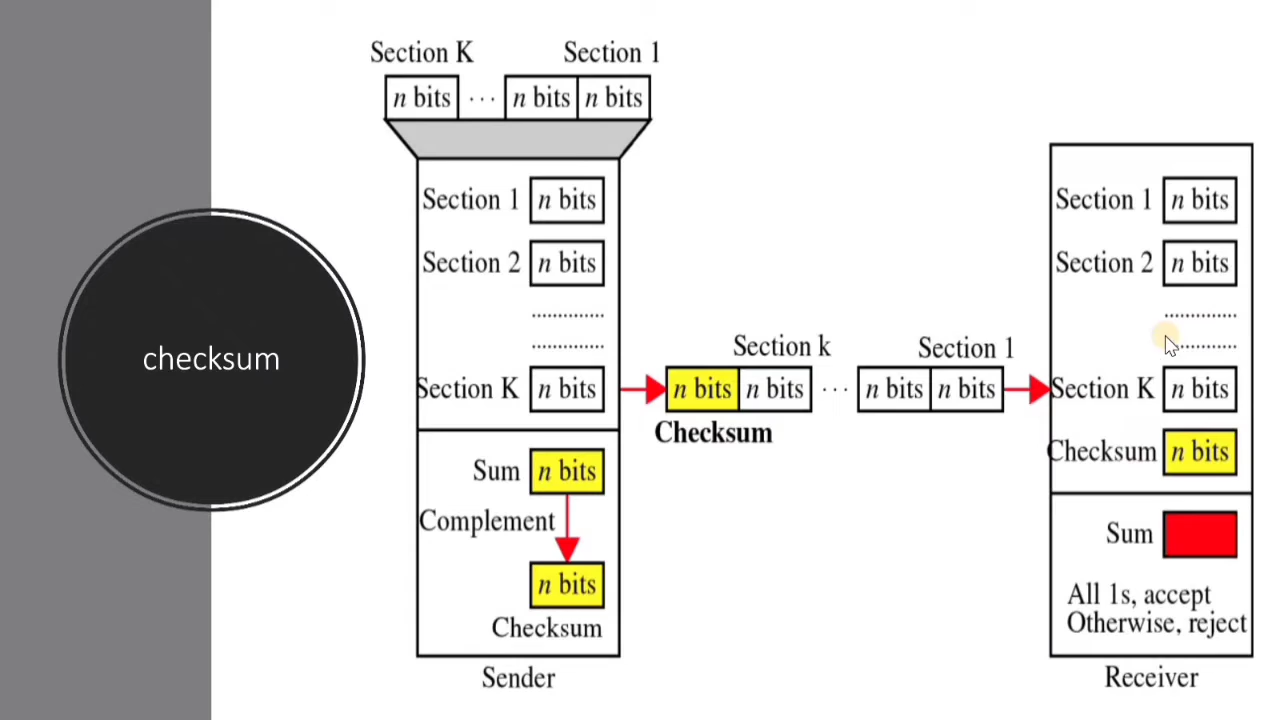 checksum
Section K Section 1
n bits ... n bits n bits
Section 1 n bits
Section 2 n bits
Section K n bits
Sum n bits
Complement
n bits
Checksum
Sender
Section k Section 1
n bits n bits ... n bits n bits
Checksum
Section 1 n bits
Section 2 n bits
Section K n bits
Checksum n bits
Sum
All 1s, accept
Otherwise, reject
Receiver